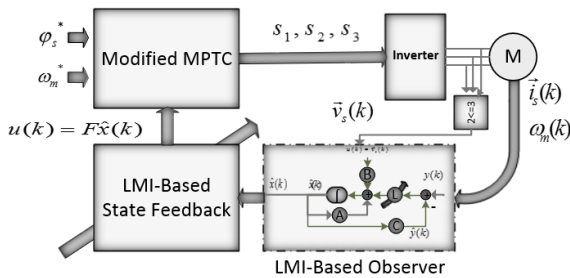 φs*
ωm*
Modified MPTC
s1, s2, s3
Inverter
M
2<=3
v⃗s(k)
i⃗s(k)
ωm(k)
u(k) = Fx̂(k)
LMI-Based
State Feedback
x̂(k)
B
y(k)
∫
+
L
+
-
A
C
ŷ(k)
LMI-Based Observer